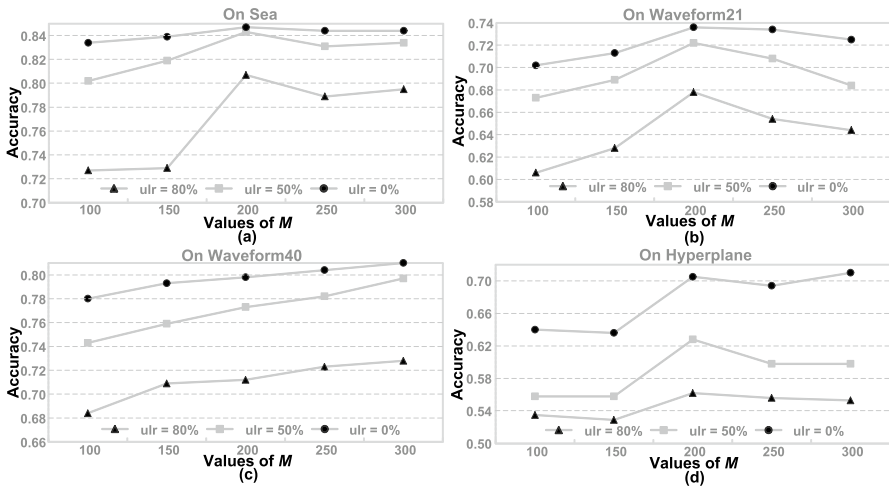 On Sea
0.84
0.82
0.80
0.78
0.76
0.74
0.72
0.70
Accuracy
ulr = 80% ulr = 50% ulr = 0%
100 150 200 250 300
Values of M
(a)
On Waveform21
0.74
0.72
0.70
0.68
0.66
0.64
0.62
0.60
0.58
Accuracy
ulr = 80% ulr = 50% ulr = 0%
100 150 200 250 300
Values of M
(b)
On Waveform40
0.80
0.78
0.76
0.74
0.72
0.70
0.68
0.66
Accuracy
ulr = 80% ulr = 50% ulr = 0%
100 150 200 250 300
Values of M
(c)
On Hyperplane
0.70
0.66
0.62
0.58
0.54
0.50
Accuracy
ulr = 80% ulr = 50% ulr = 0%
100 150 200 250 300
Values of M
(d)